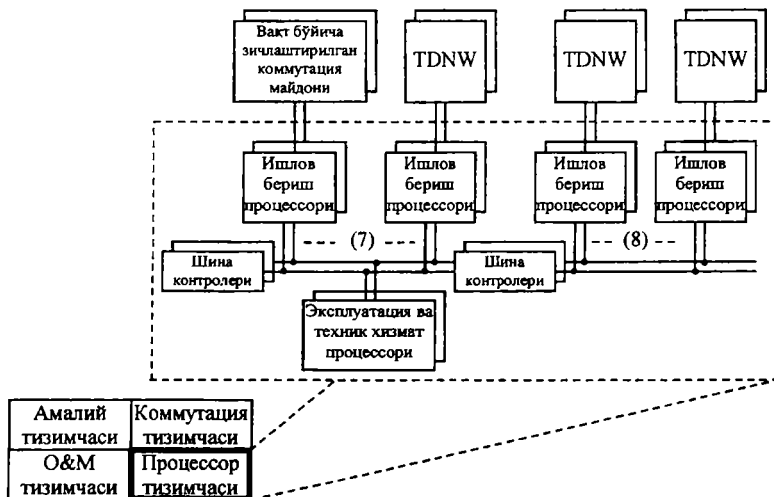 Вакт бўйича
зичлаштирилган
коммутация
майдони
TDNW
TDNW
TDNW
Ишлов
бериш
процессори
Ишлов
бериш
процессори
Ишлов
бериш
процессори
Ишлов
бериш
процессори
(7)
(8)
Шина
контролери
Шина
контролери
Эксплуатация ва
техник хизмат
процессори
Амалий
тизимчаси
Коммутация
тизимчаси
O&M
тизимчаси
Процессор
тизимчаси